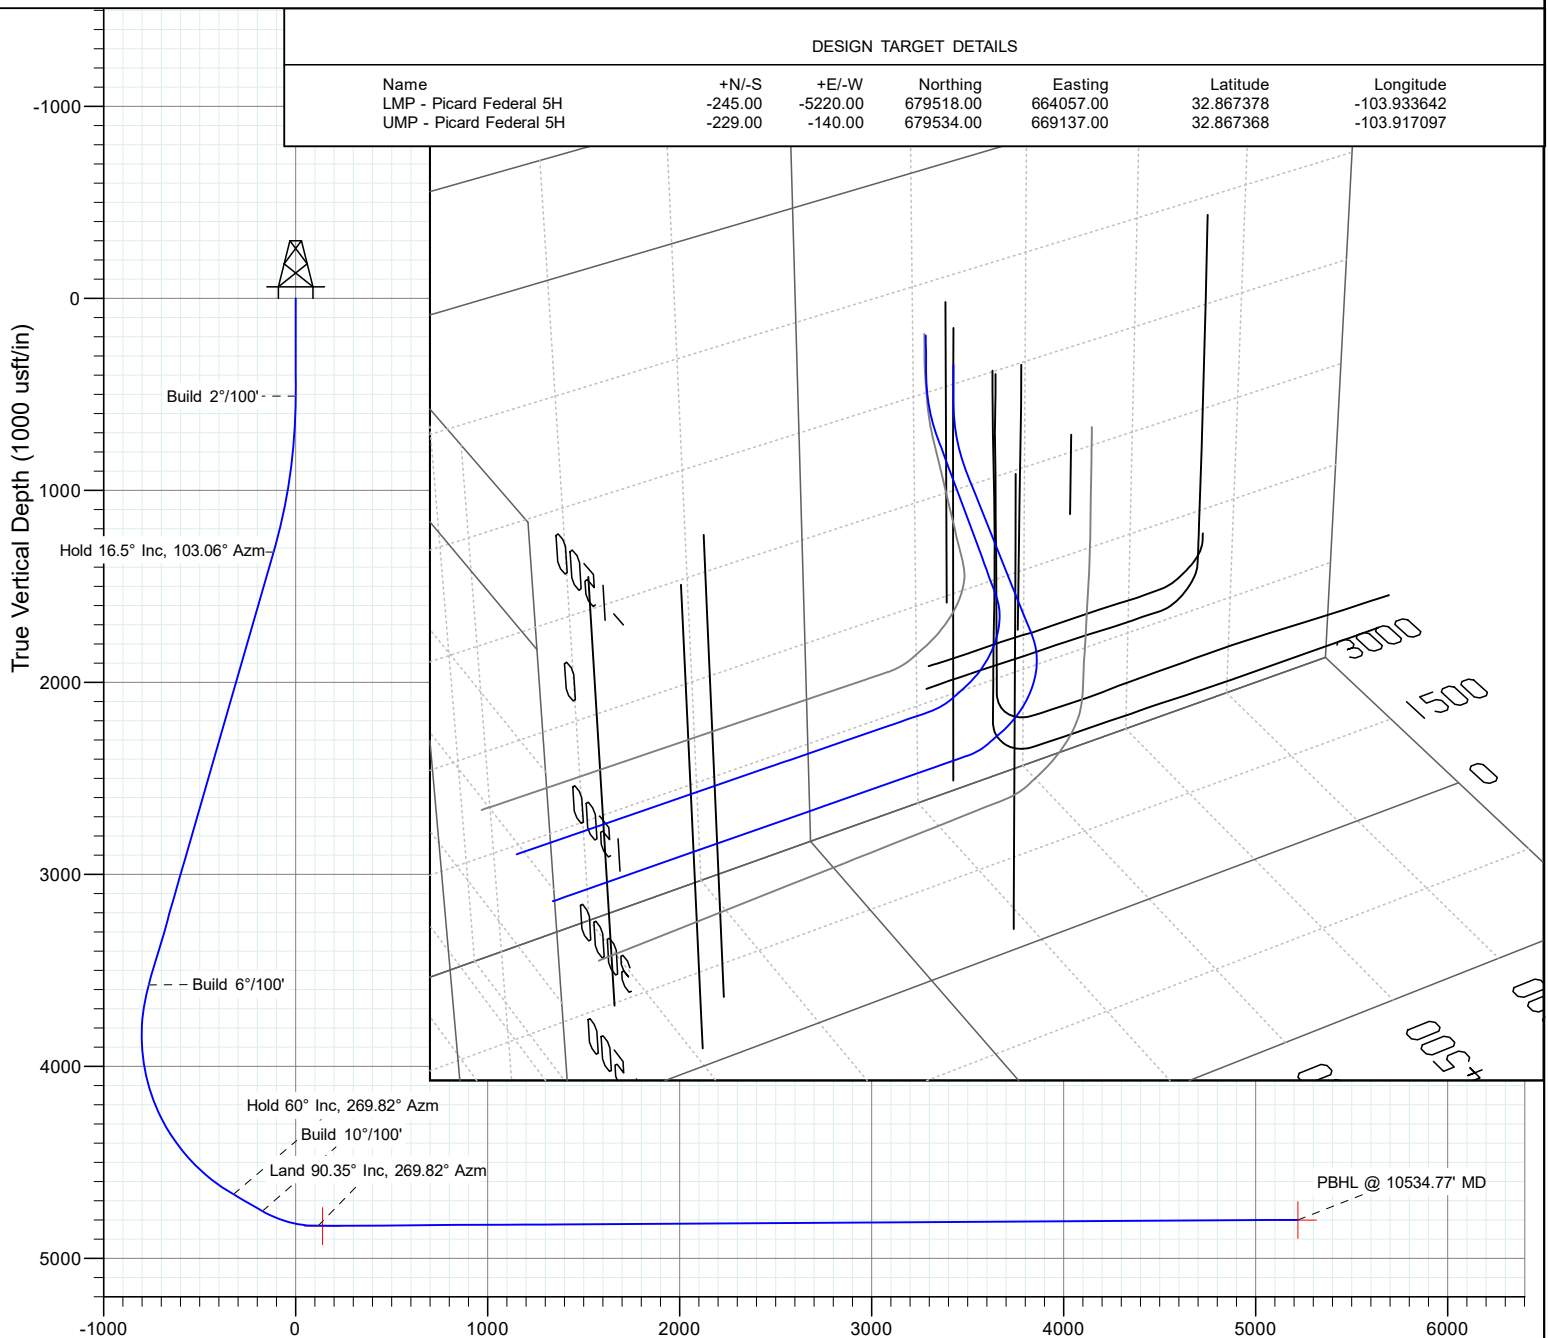 DESIGN TARGET DETAILS
Name +N/-S +E/-W Northing Easting Latitude Longitude
LMP - Picard Federal 5H -245.00 -5220.00 679518.00 664057.00 32.867378 -103.933642
UMP - Picard Federal 5H -229.00 -140.00 679534.00 669137.00 32.867368 -103.917097
True Vertical Depth (1000 usft/in)
-1000
0
1000
2000
3000
4000
5000
Build 2°/100'
Hold 16.5° Inc, 103.06° Azm
Build 6°/100'
Hold 60° Inc, 269.82° Azm
Build 10°/100'
Land 90.35° Inc, 269.82° Azm
PBHL @ 10534.77' MD
0
3000
1500
0
4500
-1000 0 1000 2000 3000 4000 5000 6000